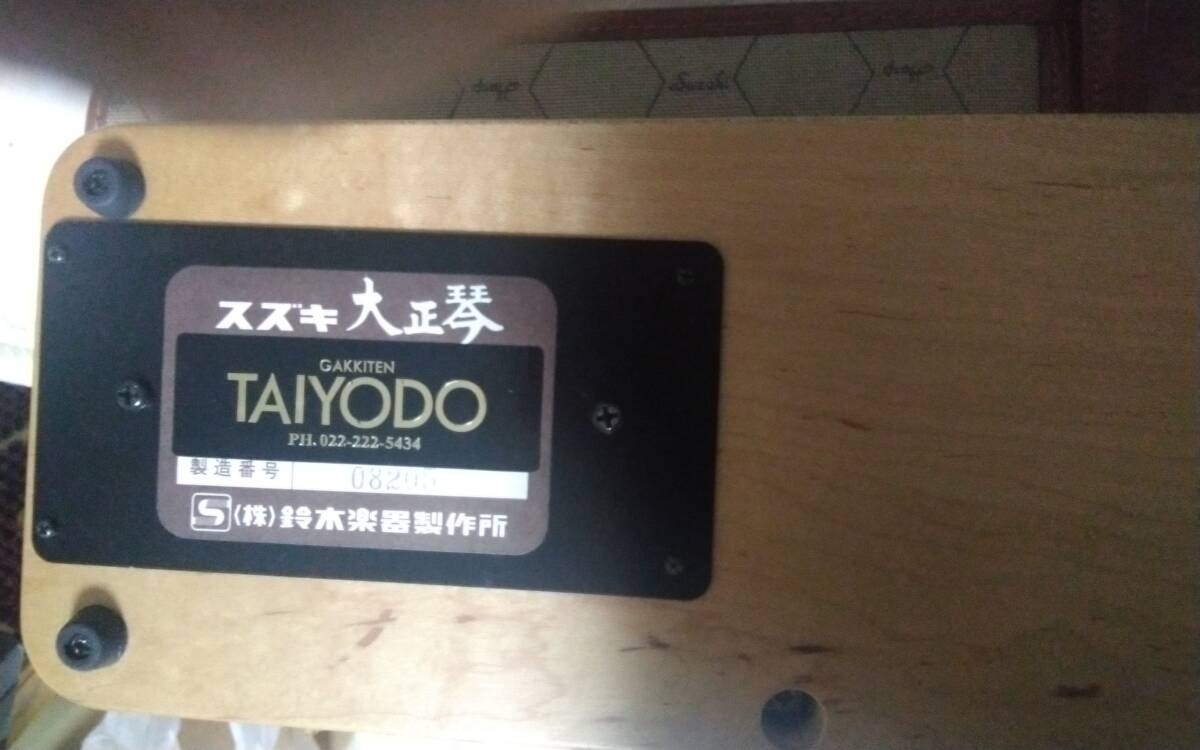 Suzuki
スズキ 大正琴
GAKKITEN
TAIYODO
PH. 022-222-5434
製造番号
S (株)鈴木楽器製作所